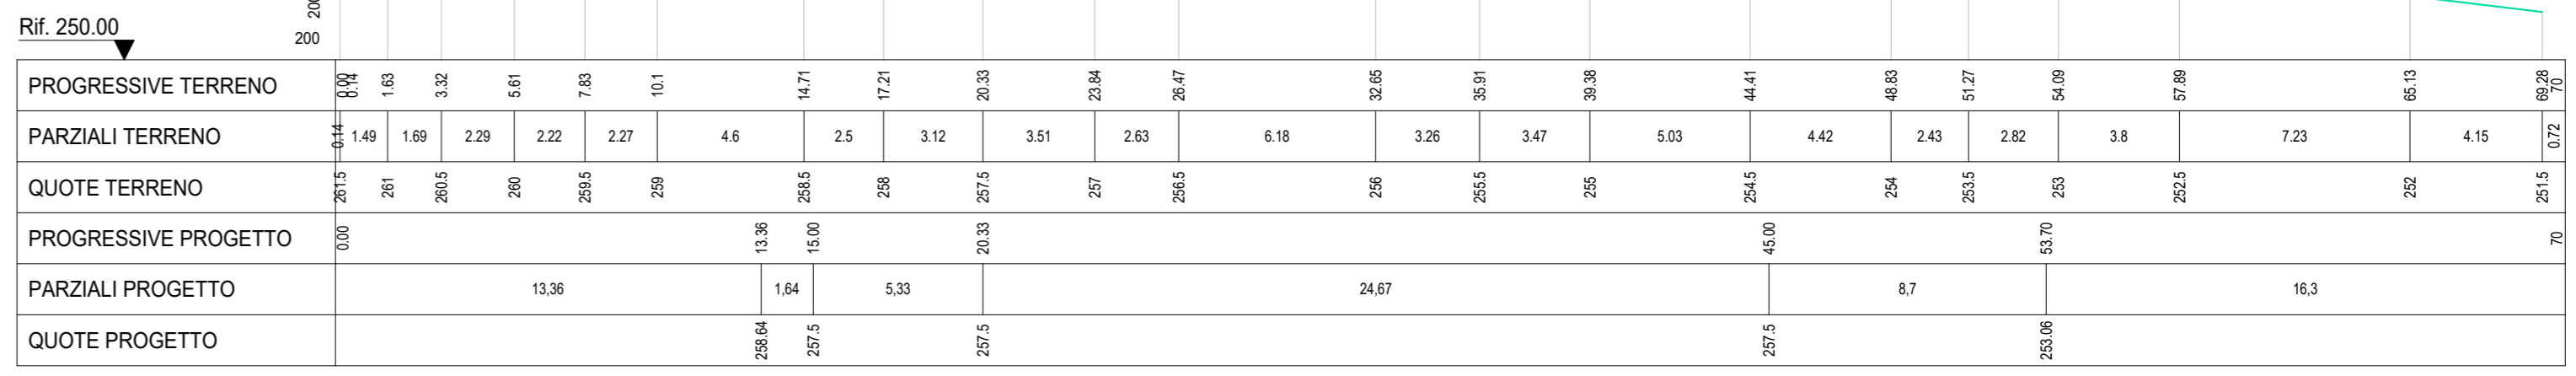 200
Rif. 250.00
200
PROGRESSIVE TERRENO 0.00 0.14 1.63 3.32 5.61 7.83 10.1 14.71 17.21 20.33 23.84 26.47 32.65 35.91 39.38 44.41 48.83 51.27 54.09 57.89 65.13 69.28 70
PARZIALI TERRENO 0.14 1.49 1.69 2.29 2.22 2.27 4.6 2.5 3.12 3.51 2.63 6.18 3.26 3.47 5.03 4.42 2.43 2.82 3.8 7.23 4.15 0.72
QUOTE TERRENO 261.5 261 260.5 260 259.5 259 258.5 258 257.5 257 256.5 256 255.5 255 254.5 254 253.5 253 252.5 252 251.5
PROGRESSIVE PROGETTO 0.00 13.36 15.00 20.33 45.00 53.70 70
PARZIALI PROGETTO 13,36 1,64 5,33 24,67 8,7 16,3
QUOTE PROGETTO 258.64 257.5 257.5 257.5 253.06